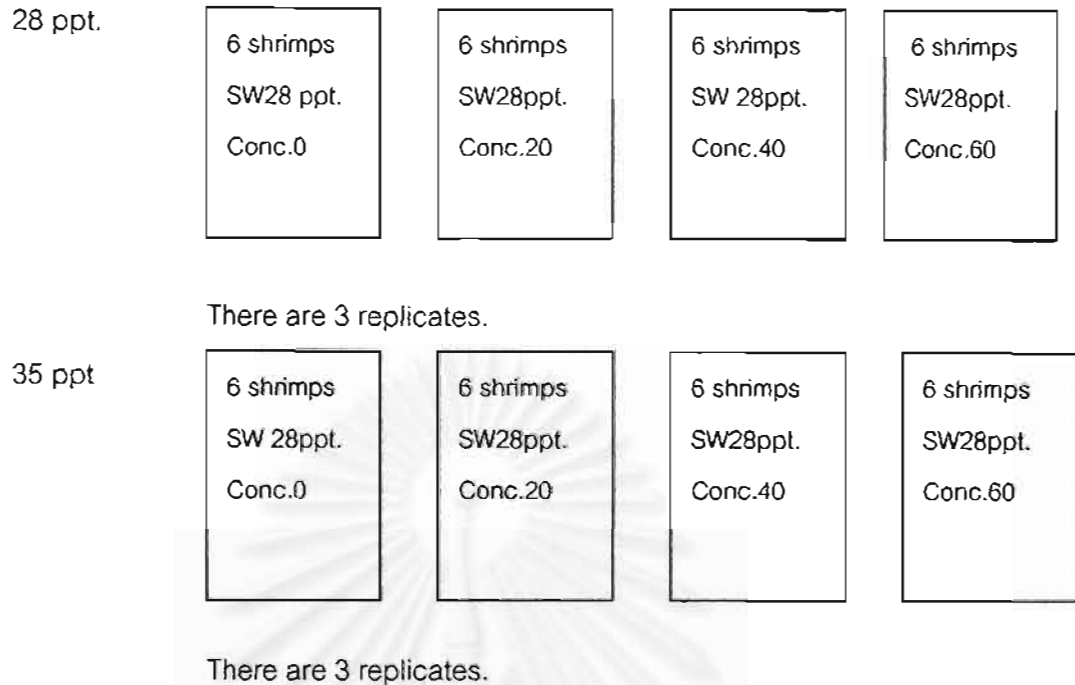 28 ppt.
6 shrimps 6 shrimps 6 shrimps 6 shrimps
SW28 ppt. SW28ppt. SW 28ppt. SW28ppt.
Conc.0 Conc.20 Conc.40 Conc.60
There are 3 replicates.
35 ppt
6 shrimps 6 shrimps 6 shrimps 6 shrimps
SW 28ppt. SW28ppt. SW28ppt. SW28ppt.
Conc.0 Conc.20 Conc.40 Conc.60
There are 3 replicates.